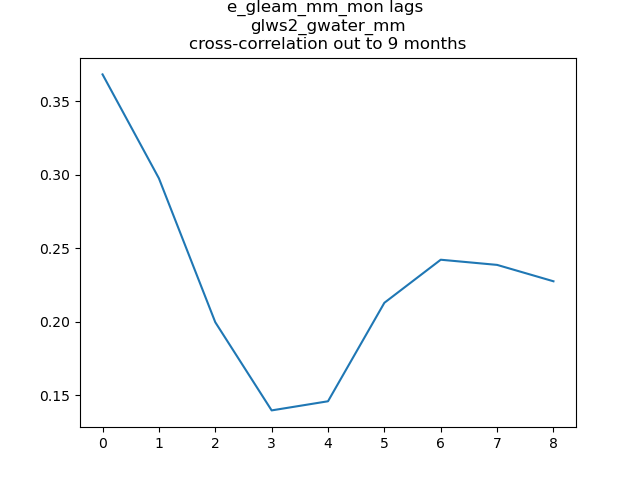 e_gleam_mm_mon lags
glws2_gwater_mm
cross-correlation out to 9 months
0.35
0.30
0.25
0.20
0.15
0 1 2 3 4 5 6 7 8